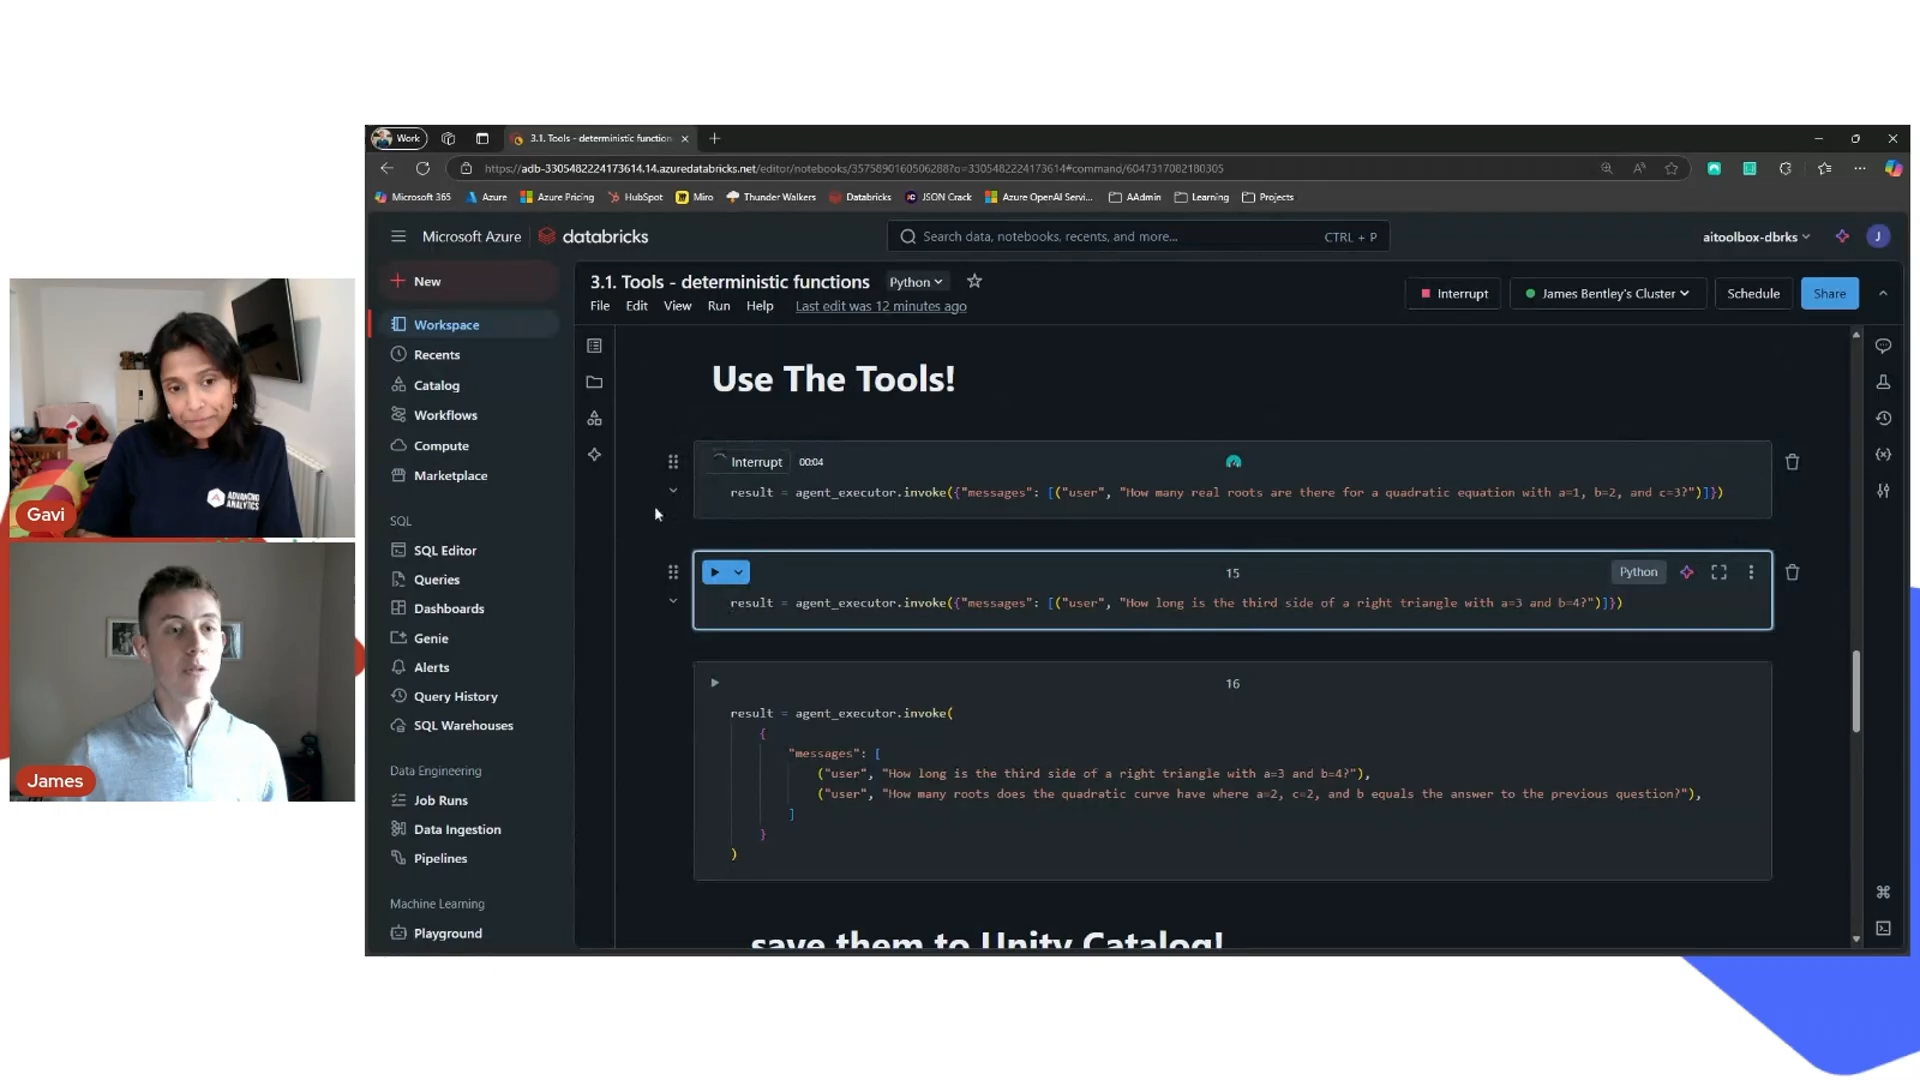 Work
3.1. Tools - deterministic function
https://adb-3305482224173614.14.azuredatabricks.net/editor/notebooks/3575890160506288?o=3305482224173614#command/6047317082180305
Microsoft 365
Azure
Azure Pricing
HubSpot
Miro
Thunder Walkers
Databricks
JSON Crack
Azure OpenAI Servi...
AAdmin
Learning
Projects
Microsoft Azure
databricks
Search data, notebooks, recents, and more...
CTRL + P
aitoolbox-dbrks
J
New
Workspace
Recents
Catalog
Workflows
Compute
Marketplace
SQL
SQL Editor
Queries
Dashboards
Genie
Alerts
Query History
SQL Warehouses
Data Engineering
Job Runs
Data Ingestion
Pipelines
Machine Learning
Playground
3.1. Tools - deterministic functions
Python
File Edit View Run Help Last edit was 12 minutes ago
Interrupt
James Bentley's Cluster
Schedule
Share
Use The Tools!
Interrupt 00:04
result = agent_executor.invoke({"messages": [("user", "How many real roots are there for a quadratic equation with a=1, b=2, and c=3?")]})
15
Python
result = agent_executor.invoke({"messages": [("user", "How long is the third side of a right triangle with a=3 and b=4?")]})
16
result = agent_executor.invoke(
{
"messages": [
("user", "How long is the third side of a right triangle with a=3 and b=4?"),
("user", "How many roots does the quadratic curve have where a=2, c=2, and b equals the answer to the previous question?"),
]
}
)
save them to Unity Catalog!
ADVANCING
ANALYTICS
Gavi
James